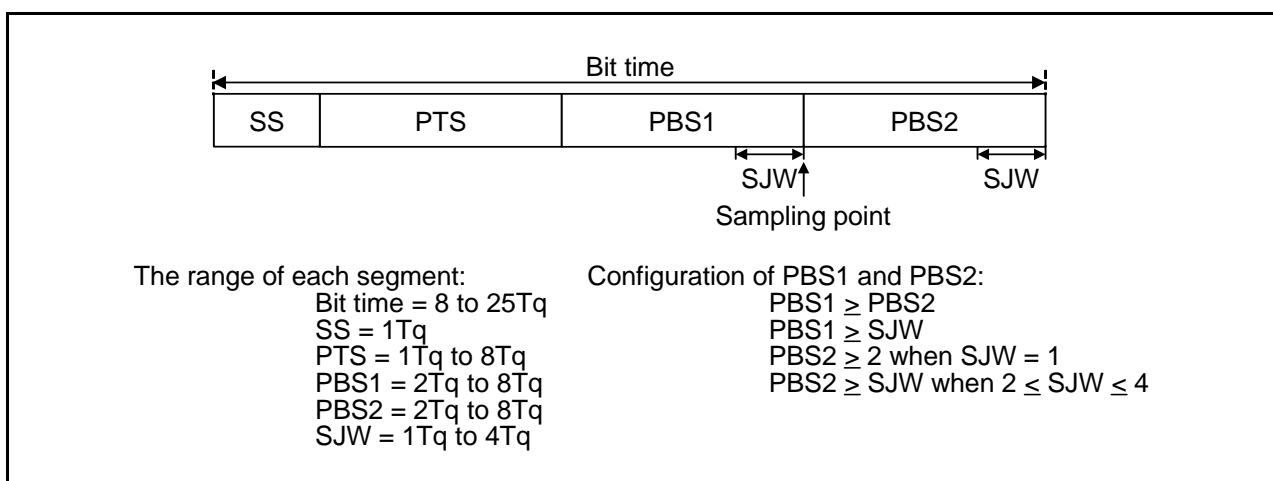 Bit time
SS PTS PBS1 PBS2
SJW SJW
Sampling point
The range of each segment:
Bit time = 8 to 25Tq
SS = 1Tq
PTS = 1Tq to 8Tq
PBS1 = 2Tq to 8Tq
PBS2 = 2Tq to 8Tq
SJW = 1Tq to 4Tq
Configuration of PBS1 and PBS2:
PBS1 ≥ PBS2
PBS1 ≥ SJW
PBS2 ≥ 2 when SJW = 1
PBS2 ≥ SJW when 2 ≤ SJW ≤ 4